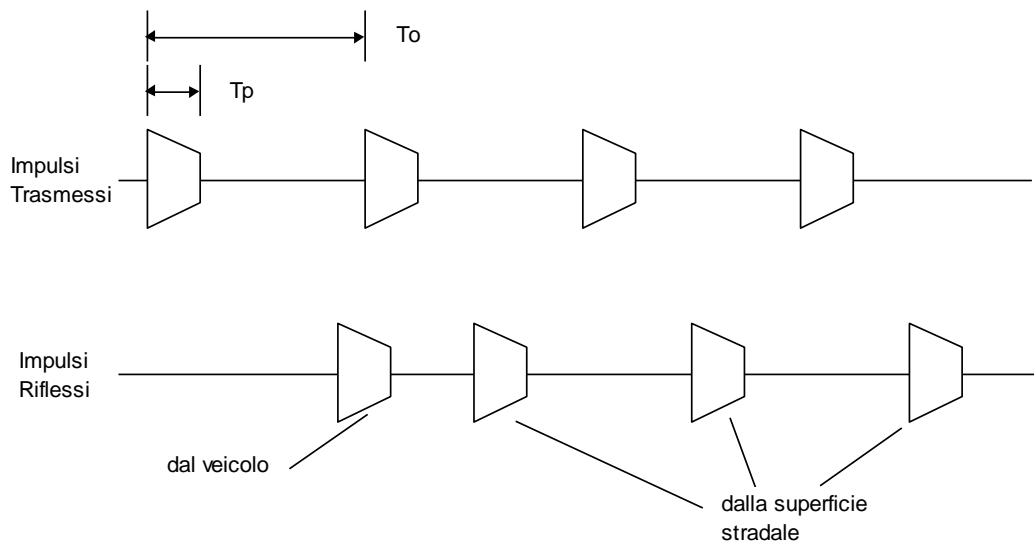 To
Tp
Impulsi
Trasmessi
Impulsi
Riflessi
dal veicolo
dalla superficie
stradale